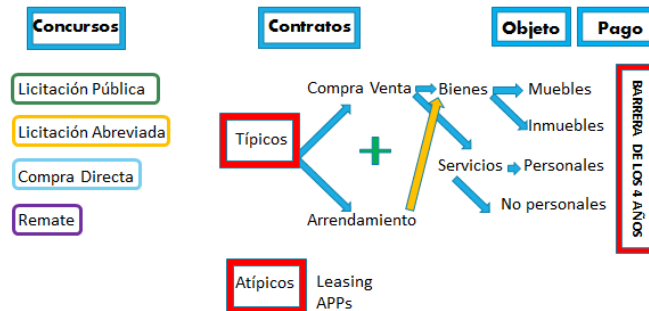 Concursos
Contratos
Objeto
Pago
Licitación Pública
Licitación Abreviada
Compra Directa
Remate
Típicos
Compra Venta
Bienes
Muebles
Inmuebles
+
Servicios
Personales
No personales
Arrendamiento
BARRERA DE LOS 4 AÑOS
Atípicos
Leasing
APPs